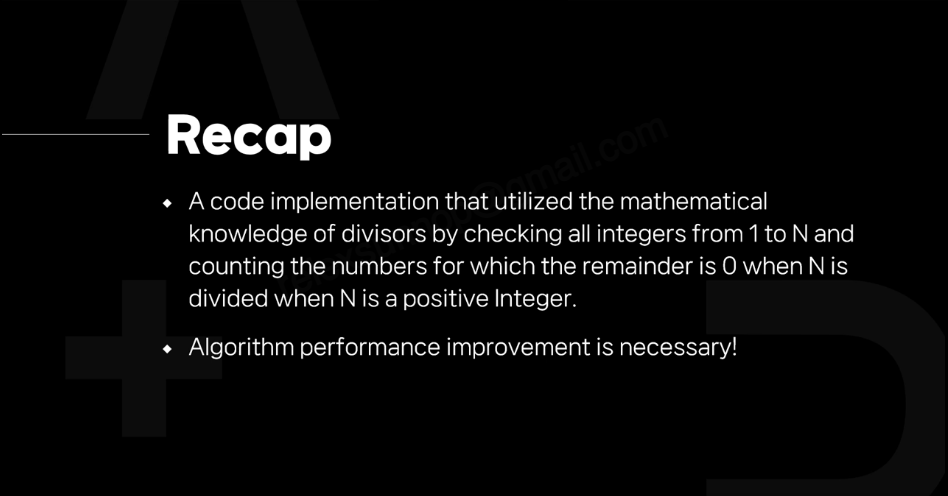 Recap
A code implementation that utilized the mathematical
knowledge of divisors by checking all integers from 1 to N and
counting the numbers for which the remainder is 0 when N is
divided when N is a positive Integer.
Algorithm performance improvement is necessary!